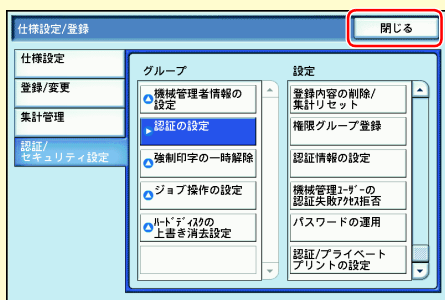 仕様設定/登録
閉じる
仕様設定
登録/変更
集計管理
認証/
セキュリティ設定
グループ
機械管理者情報の
設定
認証の設定
強制印字の一時解除
ジョブ操作の設定
ﾊｰﾄﾞﾃﾞｨｽｸの
上書き消去設定
設定
登録内容の削除/
集計リセット
権限グループ登録
認証情報の設定
機械管理ﾕｰｻﾞｰの
認証失敗ｱｸｾｽ拒否
パスワードの運用
認証/プライベート
プリントの設定